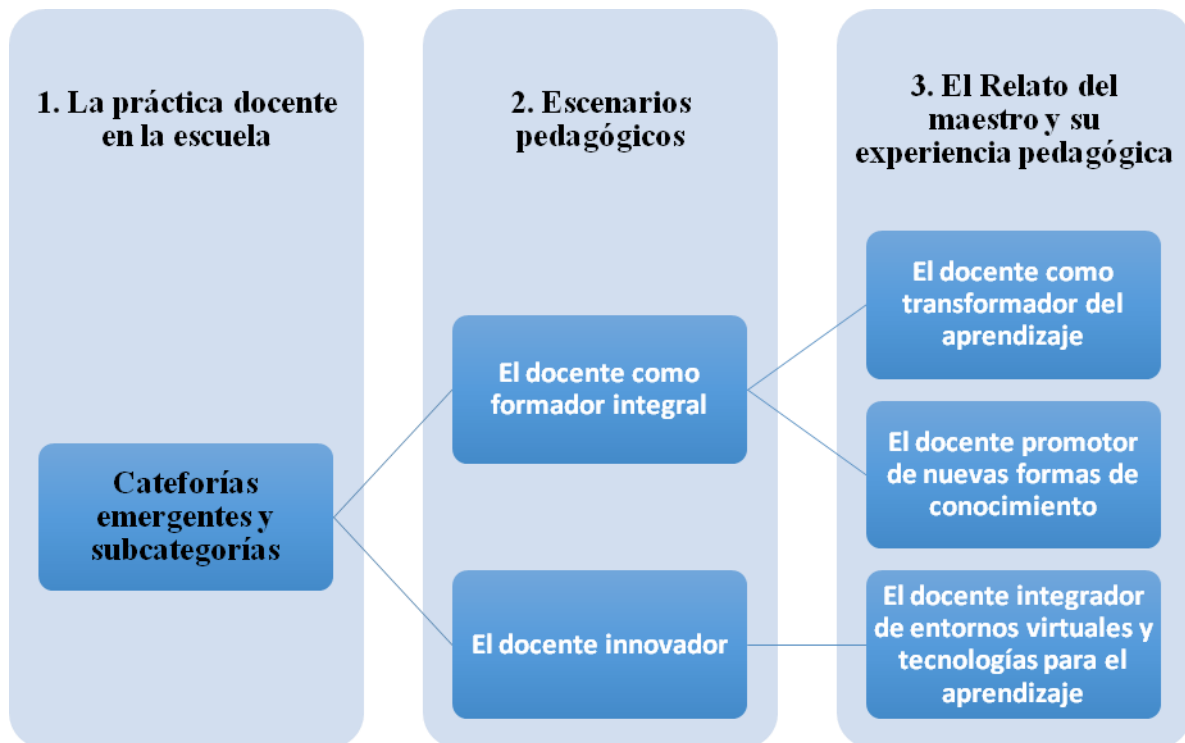 1. La práctica docente
en la escuela
Cateforías
emergentes y
subcategorías
2. Escenarios
pedagógicos
El docente como
formador integral
El docente innovador
3. El Relato del
maestro y su
experiencia pedagógica
El docente como
transformador del
aprendizaje
El docente promotor
de nuevas formas de
conocimiento
El docente integrador
de entornos virtuales y
tecnologías para el
aprendizaje